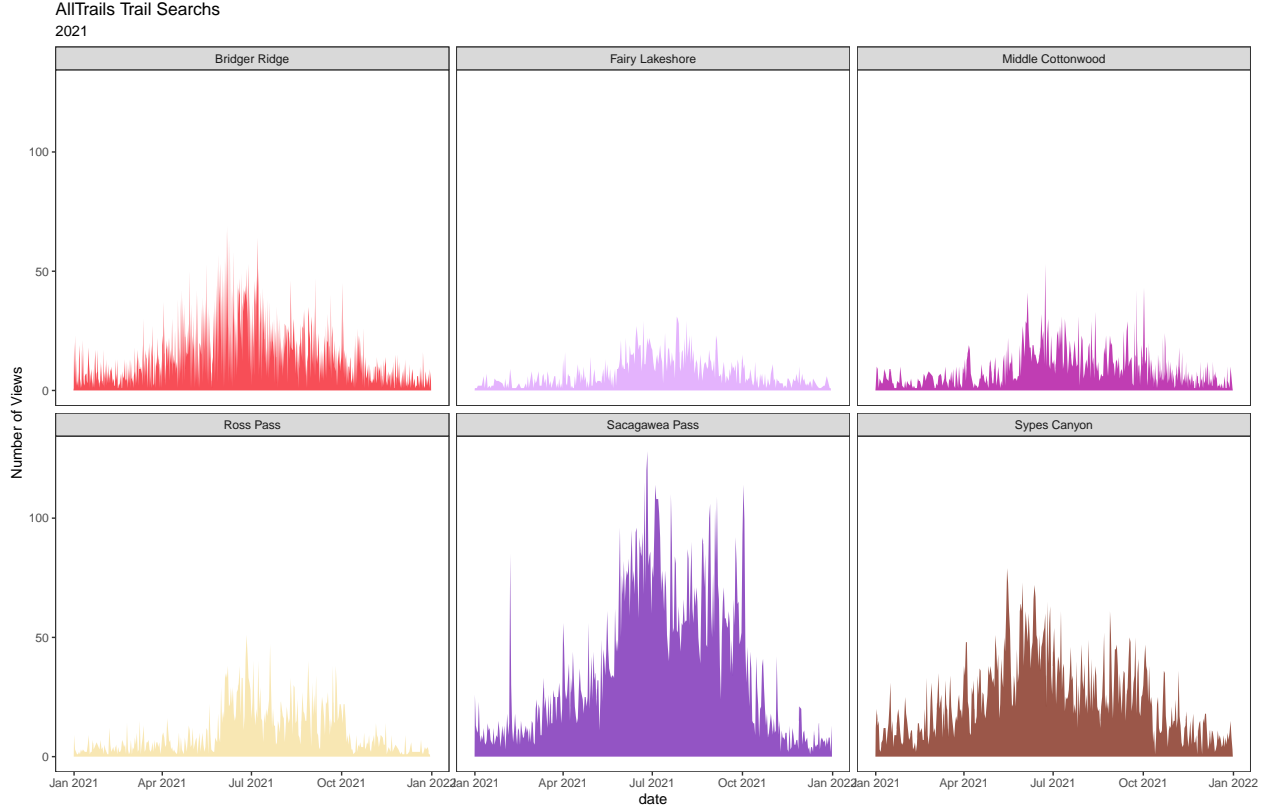 AllTrails Trail Searchs
2021
Bridger Ridge
Fairy Lakeshore
Middle Cottonwood
100
50
0
Number of Views
Ross Pass
Sacagawea Pass
Sypes Canyon
100
50
0
Jan 2021 Apr 2021 Jul 2021 Oct 2021 Jan 2022
Jan 2021 Apr 2021 Jul 2021 Oct 2021 Jan 2022
Jan 2021 Apr 2021 Jul 2021 Oct 2021 Jan 2022
date